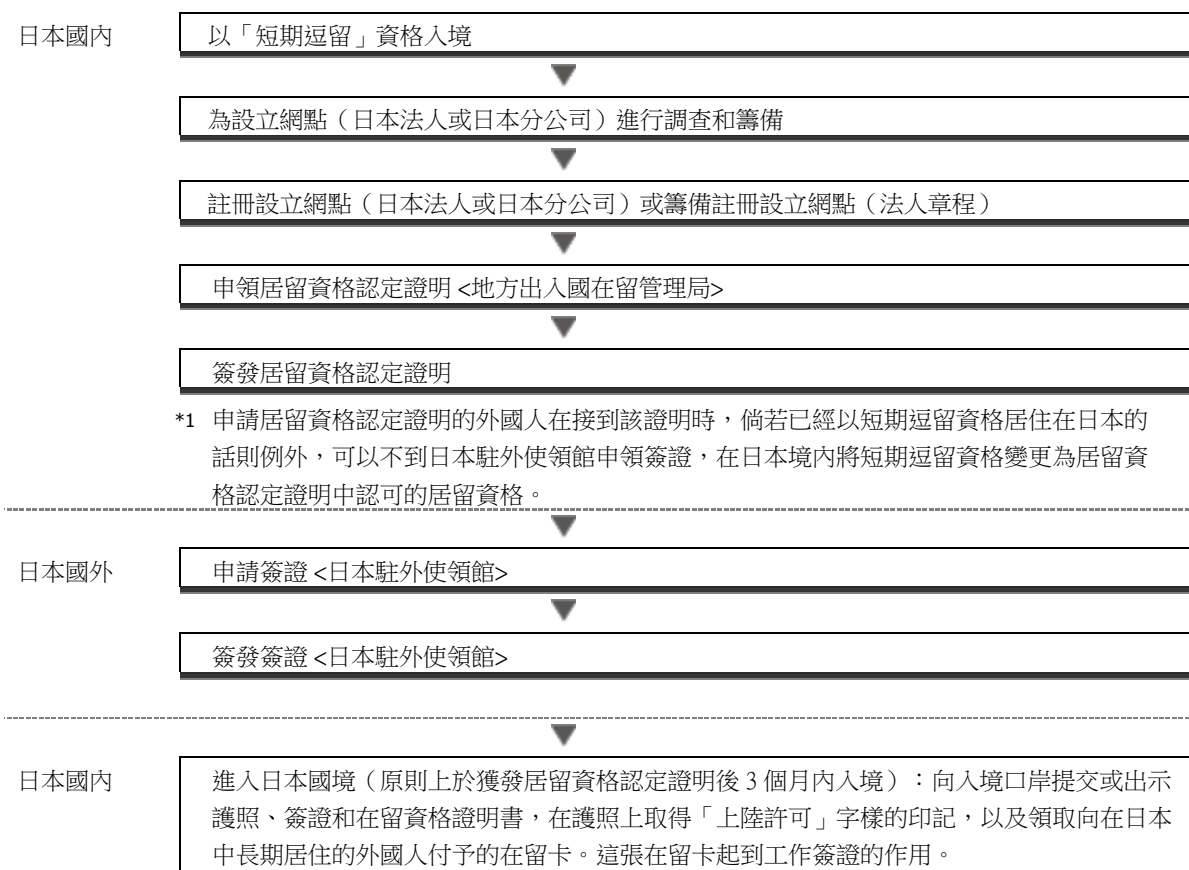 日本國內 以「短期逗留」資格入境
為設立網點（日本法人或日本分公司）進行調查和籌備
註冊設立網點（日本法人或日本分公司）或籌備註冊設立網點（法人章程）
申領居留資格認定證明 <地方出入國在留管理局>
簽發居留資格認定證明
*1 申請居留資格認定證明的外國人在接到該證明時，倘若已經以短期逗留資格居住在日本的
話則例外，可以不到日本駐外使領館申領簽證，在日本境內將短期逗留資格變更為居留資
格認定證明中認可的居留資格。
日本國外 申請簽證 <日本駐外使領館>
簽發簽證 <日本駐外使領館>
日本國內 進入日本國境（原則上於獲發居留資格認定證明後 3 個月內入境）：向入境口岸提交或出示
護照、簽證和在留資格證明書，在護照上取得「上陸許可」字樣的印記，以及領取向在日本
中長期居住的外國人付予的在留卡。這張在留卡起到工作簽證的作用。